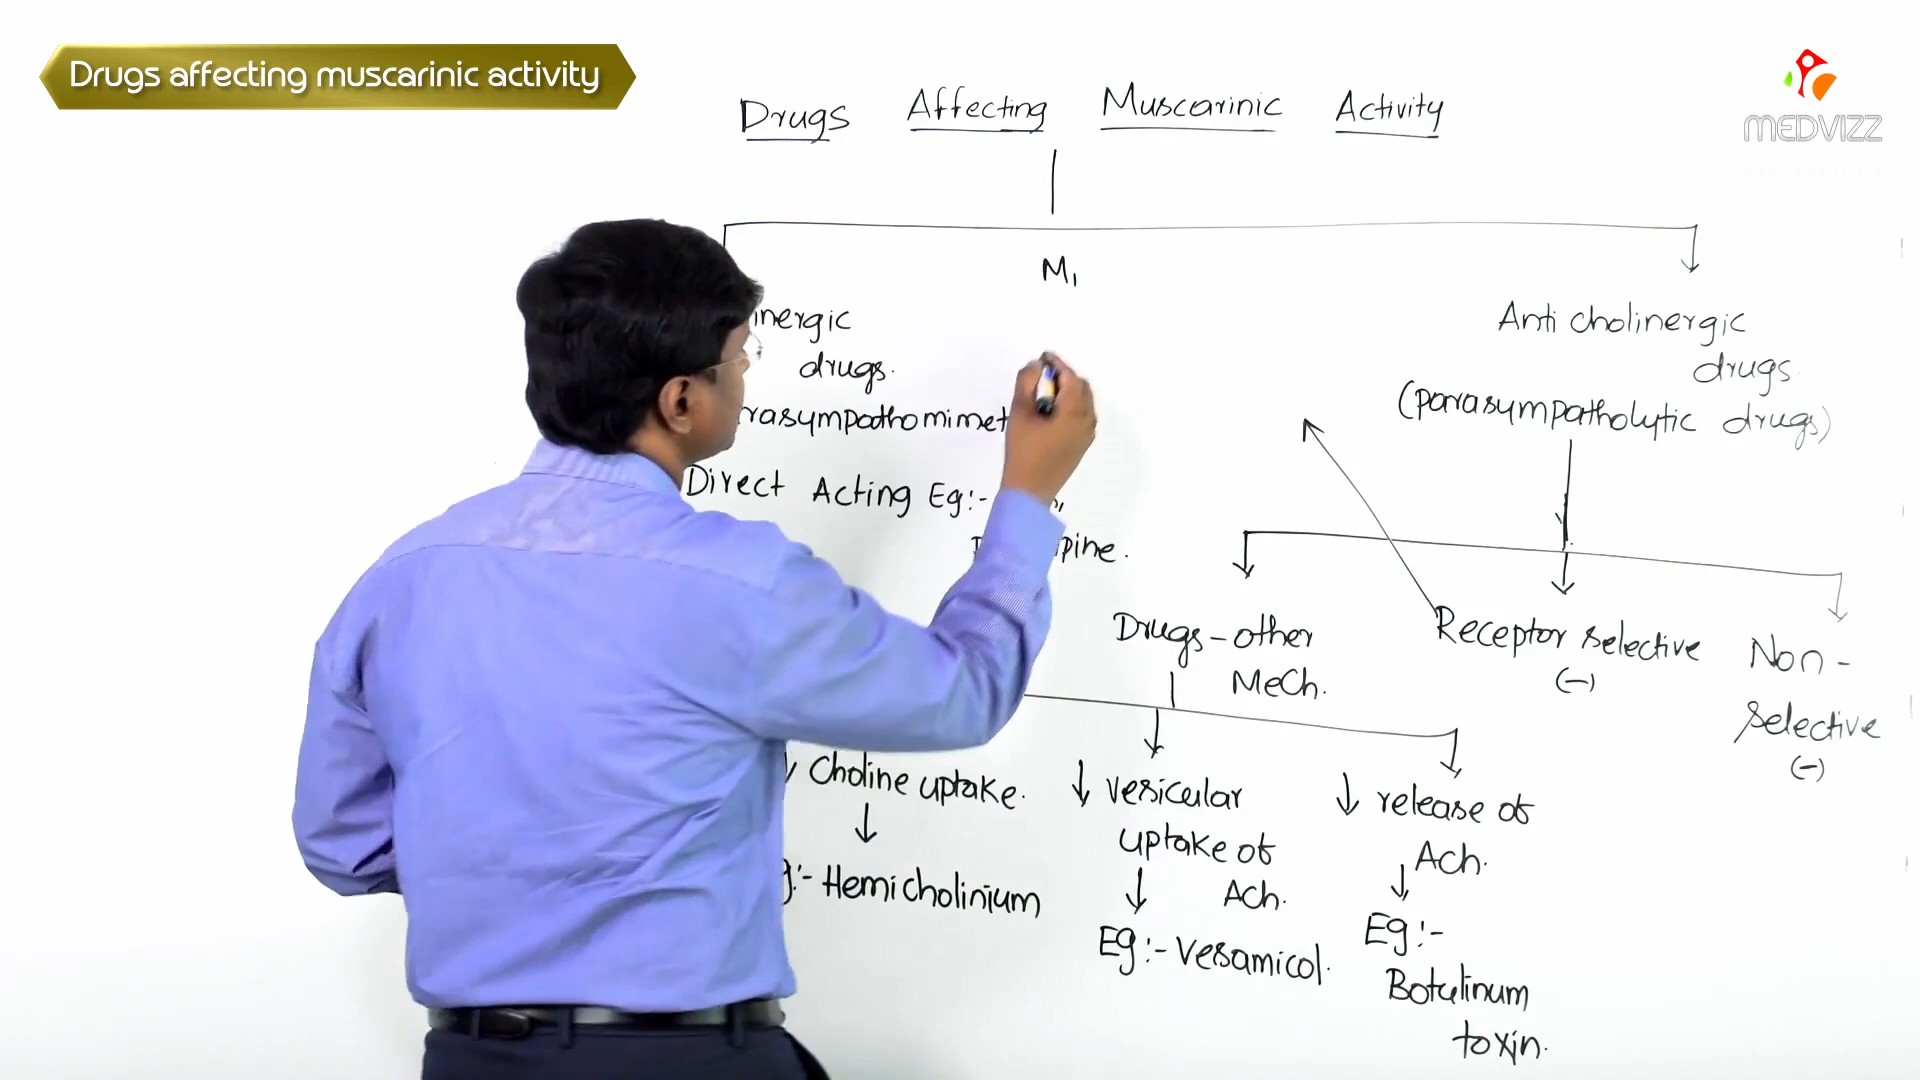 Drugs affecting muscarinic activity
MEDVIZZ
Drugs Affecting Muscarinic Activity
M1
inergic
drugs.
rasympathomimet
Direct Acting Eg:-
pine.
Anti cholinergic
drugs
(parasympatholytic drugs)
Drugs - other
Mech.
Receptor selective
(-)
Non -
selective
(-)
↓ Choline uptake.
↓
g:- Hemicholinium
↓ vesicular
uptake of
Ach.
↓
Eg:- Vesamicol.
↓ release of
Ach.
↓
Eg:-
Botulinum
toxin.